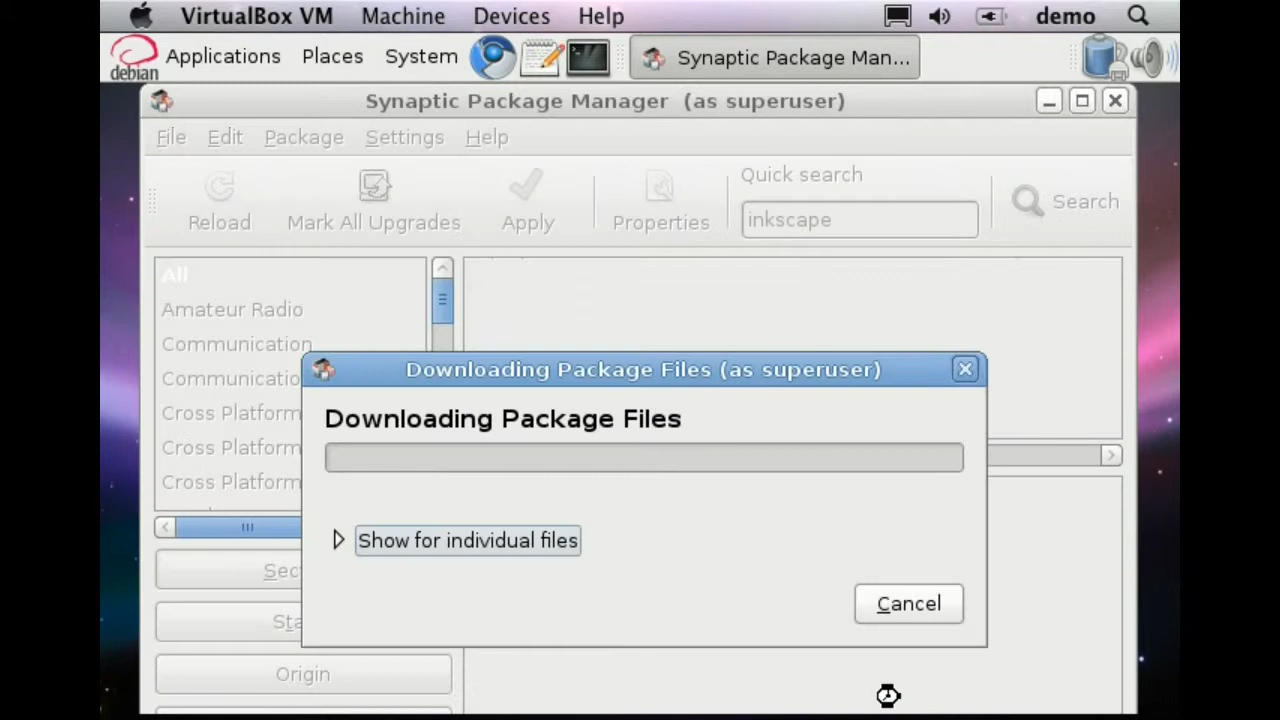 VirtualBox VM Machine Devices Help demo
debian Applications Places System Synaptic Package Man...
Synaptic Package Manager (as superuser)
File Edit Package Settings Help
Quick search
inkscape
Reload Mark All Upgrades Apply Properties Search
All
Amateur Radio
Communication
Communicatio
Cross Platform
Cross Platform
Cross Platform
Downloading Package Files (as superuser)
Downloading Package Files
Show for individual files
Cancel
Sec
Sta
Origin